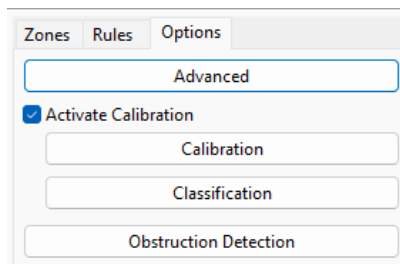 Zones Rules Options
Advanced
Activate Calibration
Calibration
Classification
Obstruction Detection